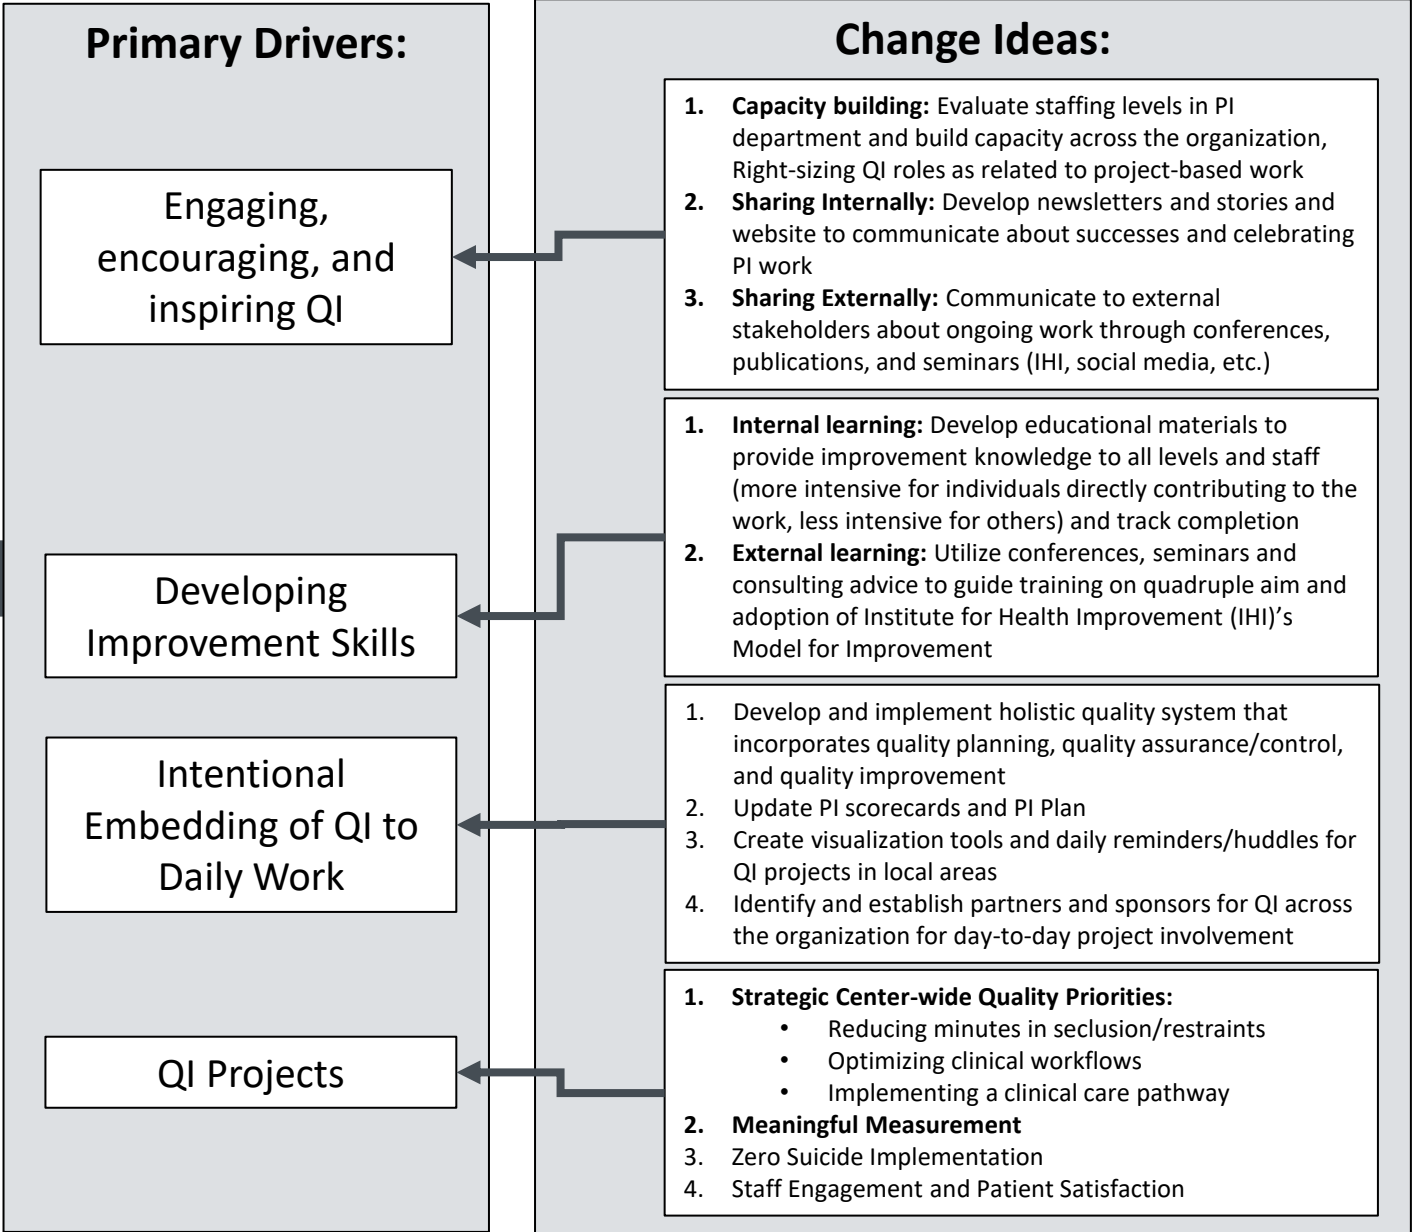 Primary Drivers:
Engaging,
encouraging, and
inspiring QI
Developing
Improvement Skills
Intentional
Embedding of QI to
Daily Work
QI Projects
Change Ideas:
1. Capacity building: Evaluate staffing levels in PI
department and build capacity across the organization,
Right-sizing QI roles as related to project-based work
2. Sharing Internally: Develop newsletters and stories and
website to communicate about successes and celebrating
PI work
3. Sharing Externally: Communicate to external
stakeholders about ongoing work through conferences,
publications, and seminars (IHI, social media, etc.)
1. Internal learning: Develop educational materials to
provide improvement knowledge to all levels and staff
(more intensive for individuals directly contributing to the
work, less intensive for others) and track completion
2. External learning: Utilize conferences, seminars and
consulting advice to guide training on quadruple aim and
adoption of Institute for Health Improvement (IHI)’s
Model for Improvement
1. Develop and implement holistic quality system that
incorporates quality planning, quality assurance/control,
and quality improvement
2. Update PI scorecards and PI Plan
3. Create visualization tools and daily reminders/huddles for
QI projects in local areas
4. Identify and establish partners and sponsors for QI across
the organization for day-to-day project involvement
1. Strategic Center-wide Quality Priorities:
• Reducing minutes in seclusion/restraints
• Optimizing clinical workflows
• Implementing a clinical care pathway
2. Meaningful Measurement
3. Zero Suicide Implementation
4. Staff Engagement and Patient Satisfaction